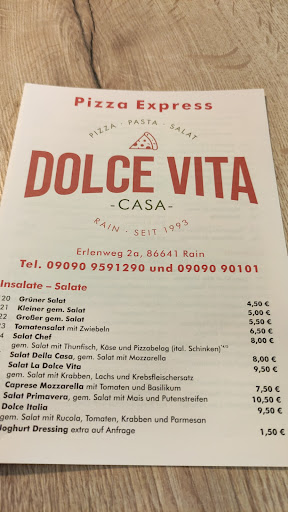 Pizza Express
PIZZA · PASTA · SALAT
DOLCE VITA
-CASA-
RAIN · SEIT 1993
Erlenweg 2a, 86641 Rain
Tel. 09090 9591290 und 09090 90101
Insalate – Salate
20 Grüner Salat 4,50 €
21 Kleiner gem. Salat 5,00 €
22 Großer gem. Salat 5,50 €
23 Tomatensalat mit Zwiebeln 6,50 €
4 Salat Chef 8,00 €
gem. Salat mit Thunfisch, Käse und Pizzabelag (ital. Schinken)
Salat Della Casa, gem. Salat mit Mozzarella 8,00 €
Salat La Dolce Vita 9,50 €
gem. Salat mit Krabben, Lachs und Krebsfleischersatz
Caprese Mozzarella mit Tomaten und Basilikum 7,50 €
Salat Primavera, gem. Salat mit Mais und Putenstreifen 10,50 €
Dolce Italia 9,50 €
gem. Salat mit Rucola, Tomaten, Krabben und Parmesan
Joghurt Dressing extra auf Anfrage 1,50 €